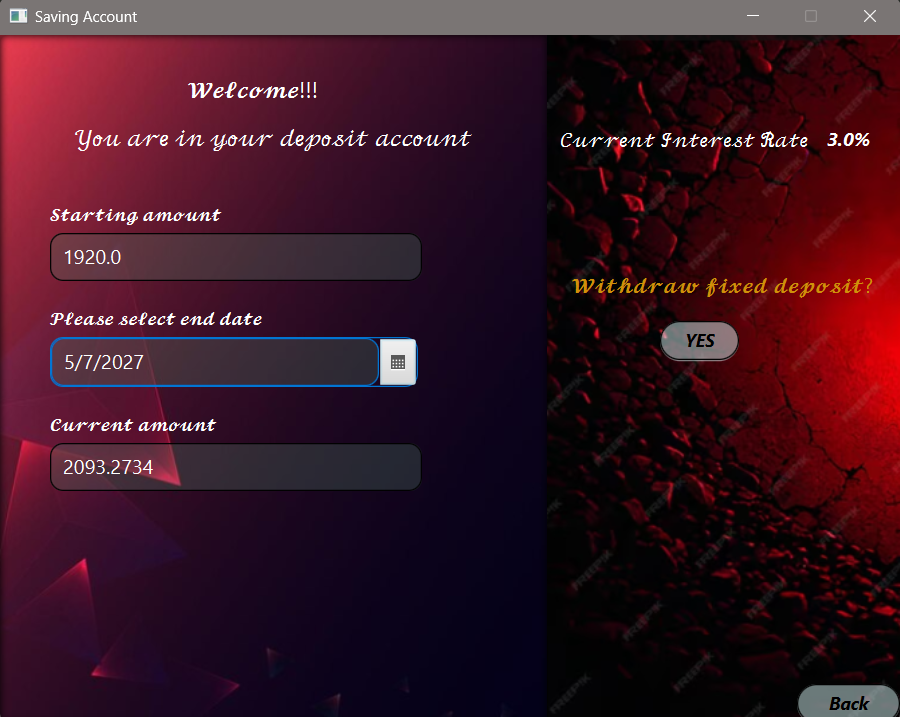 Saving Account
Welcome!!!
You are in your deposit account
Starting amount
1920.0
Please select end date
5/7/2027
Current amount
2093.2734
Current Interest Rate 3.0%
Withdraw fixed deposit?
YES
Back
FREEPIK